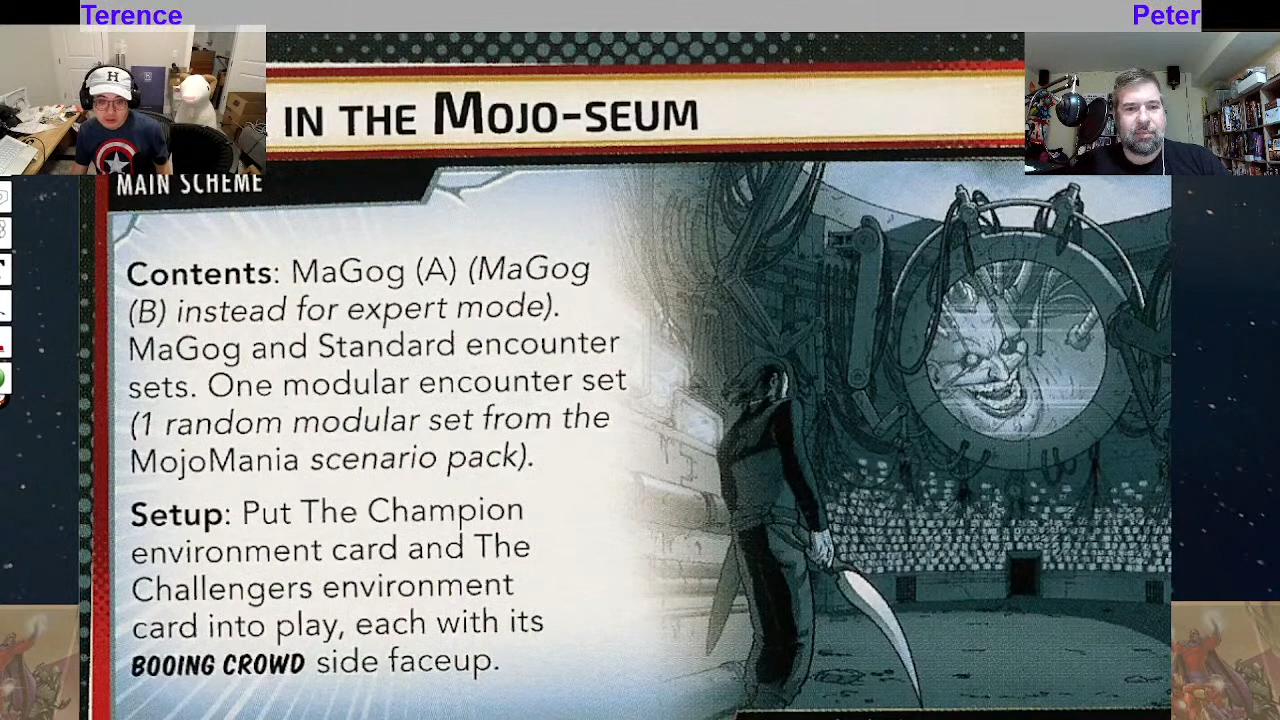 Terence
Peter
IN THE MOJO-SEUM
MAIN SCHEME
Contents: MaGog (A) (MaGog
(B) instead for expert mode).
MaGog and Standard encounter
sets. One modular encounter set
(1 random modular set from the
MojoMania scenario pack).
Setup: Put The Champion
environment card and The
Challengers environment
card into play, each with its
BOOING CROWD side faceup.
H